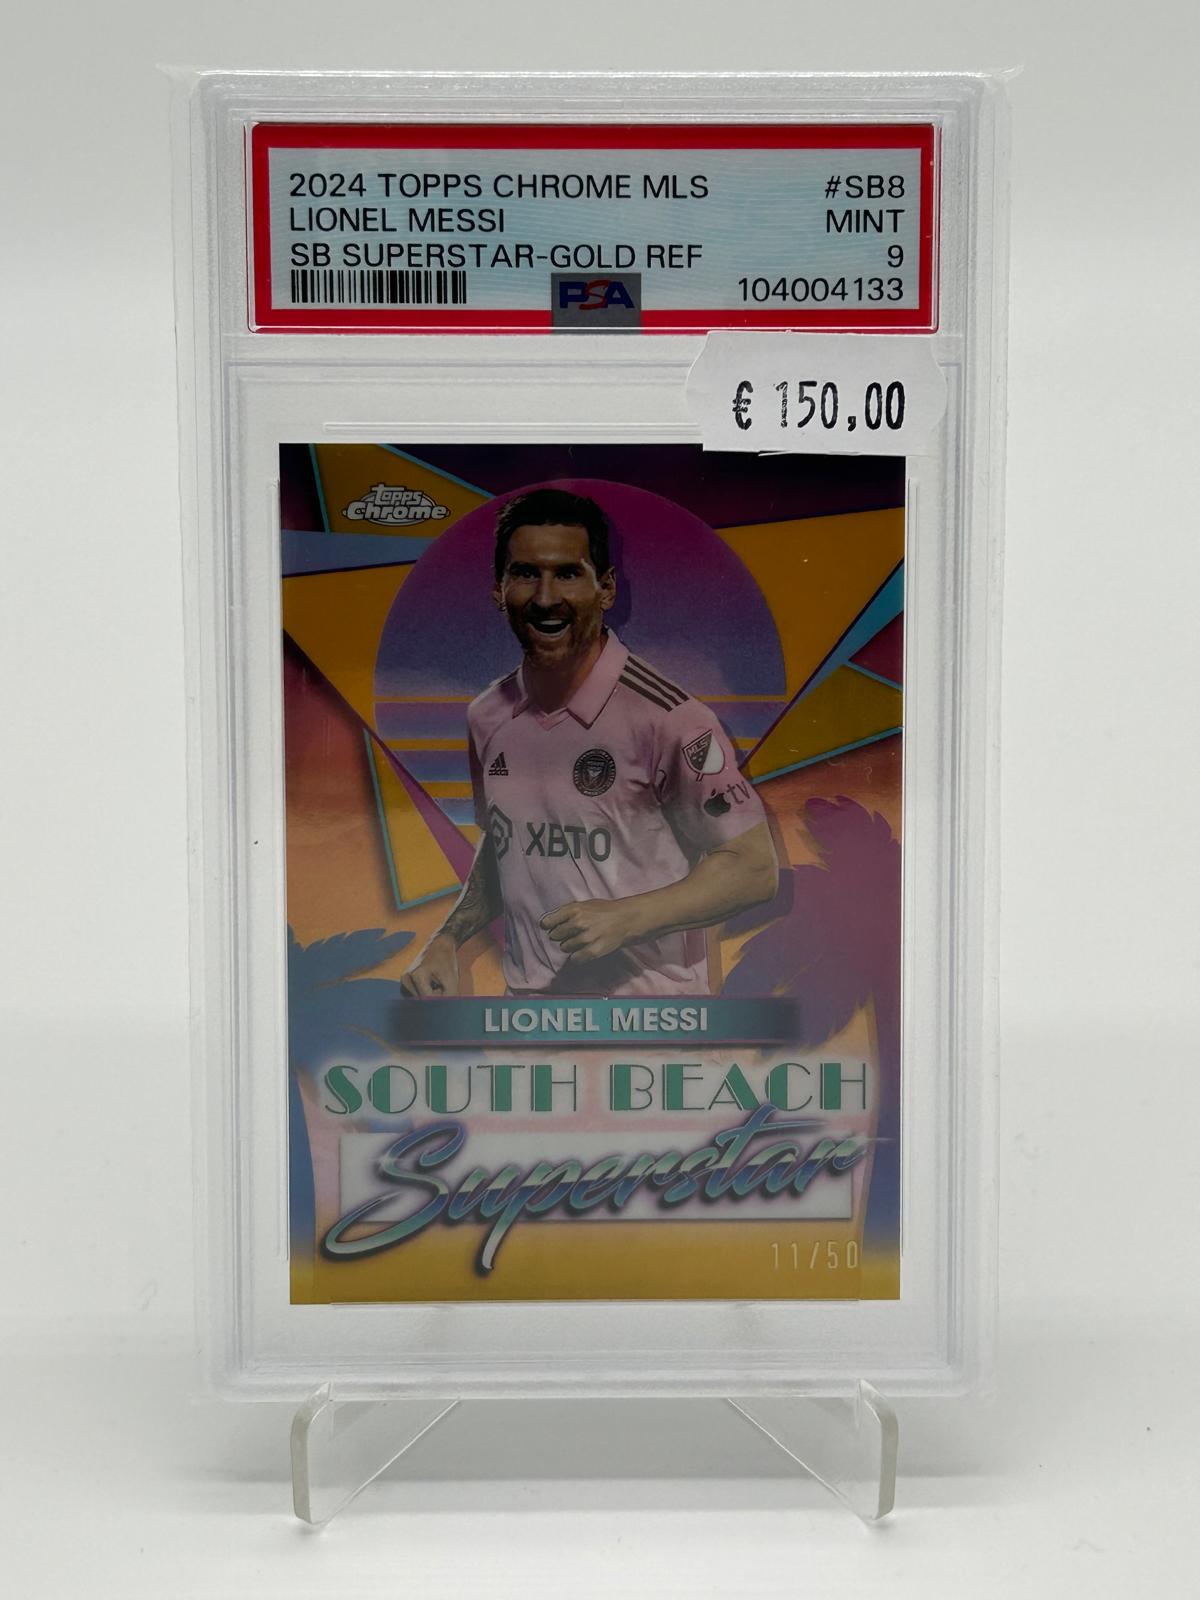 2024 TOPPS CHROME MLS #SB8
LIONEL MESSI MINT
SB SUPERSTAR-GOLD REF 9
PSA 104004133
€ 150,00
topps
Chrome
MLS
adidas
tv
XBTO
LIONEL MESSI
SOUTH BEACH
Superstar
11/50